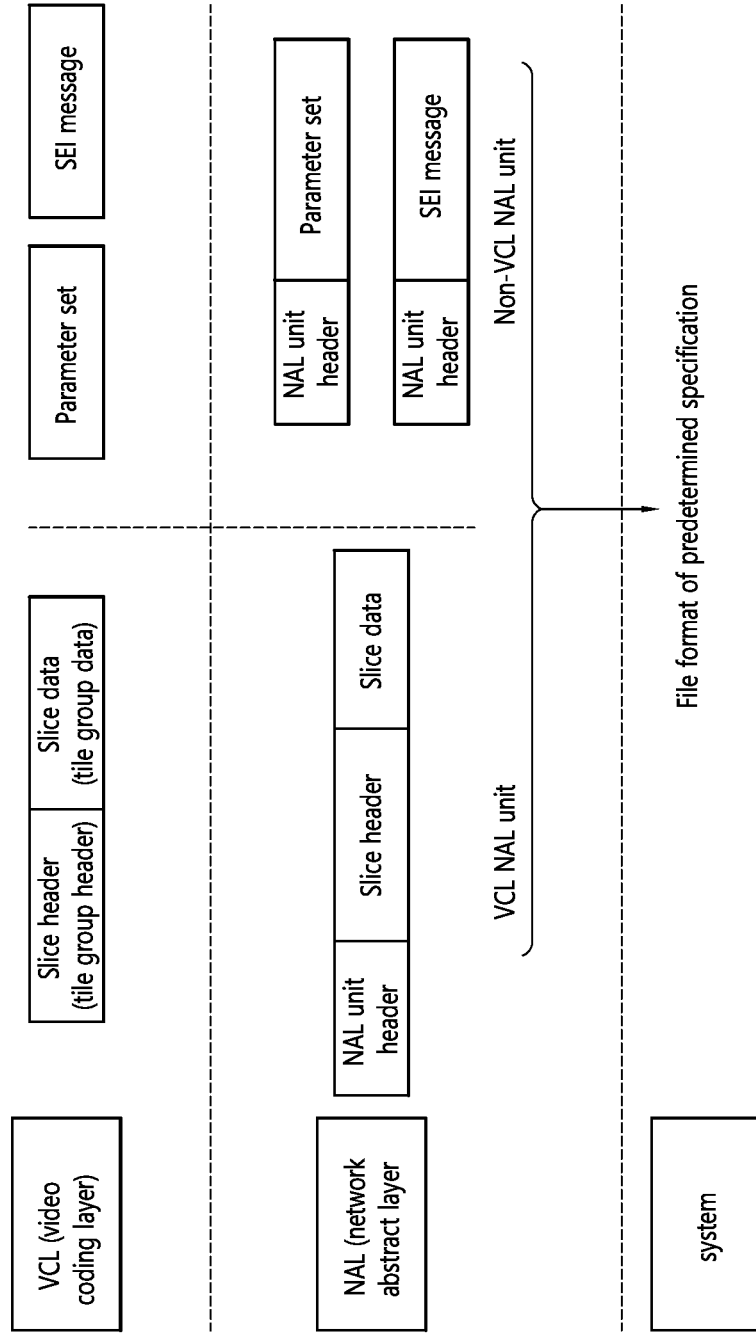 VCL (video
coding layer)
Slice header
(tile group header)
Slice data
(tile group data)
Parameter set
SEI message
NAL (network
abstract layer
NAL unit
header
Slice header
Slice data
NAL unit
header
Parameter set
NAL unit
header
SEI message
VCL NAL unit
Non-VCL NAL unit
system
File format of predetermined specification